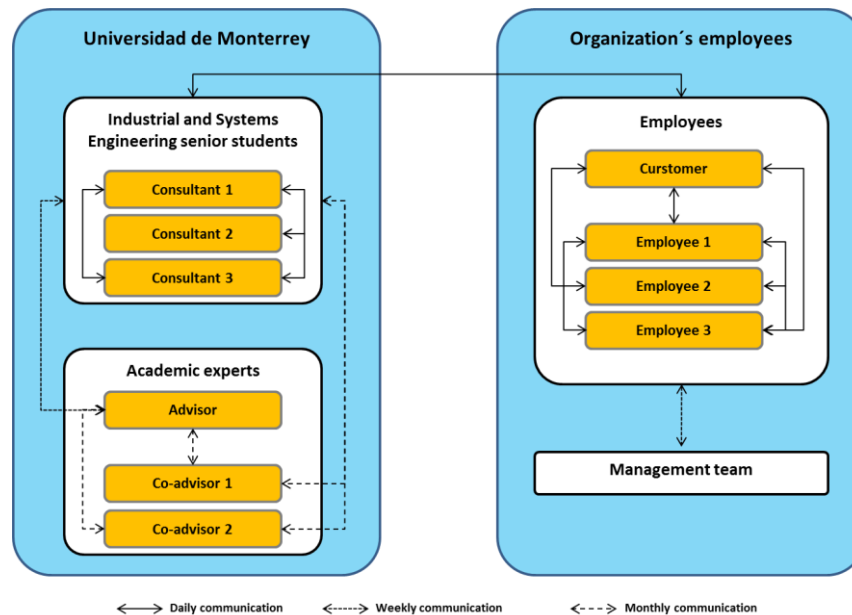 Universidad de Monterrey
Industrial and Systems
Engineering senior students
Consultant 1
Consultant 2
Consultant 3
Academic experts
Advisor
Co-advisor 1
Co-advisor 2
Organization´s employees
Employees
Curstomer
Employee 1
Employee 2
Employee 3
Management team
Daily communication
Weekly communication
Monthly communication